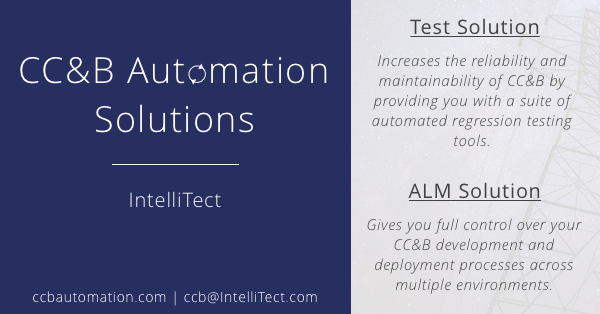 CC&B Automation
Solutions
IntelliTect
ccbautomation.com | ccb@IntelliTect.com
Test Solution
Increases the reliability and
maintainability of CC&B by
providing you with a suite of
automated regression testing
tools.
ALM Solution
Gives you full control over your
CC&B development and
deployment processes across
multiple environments.